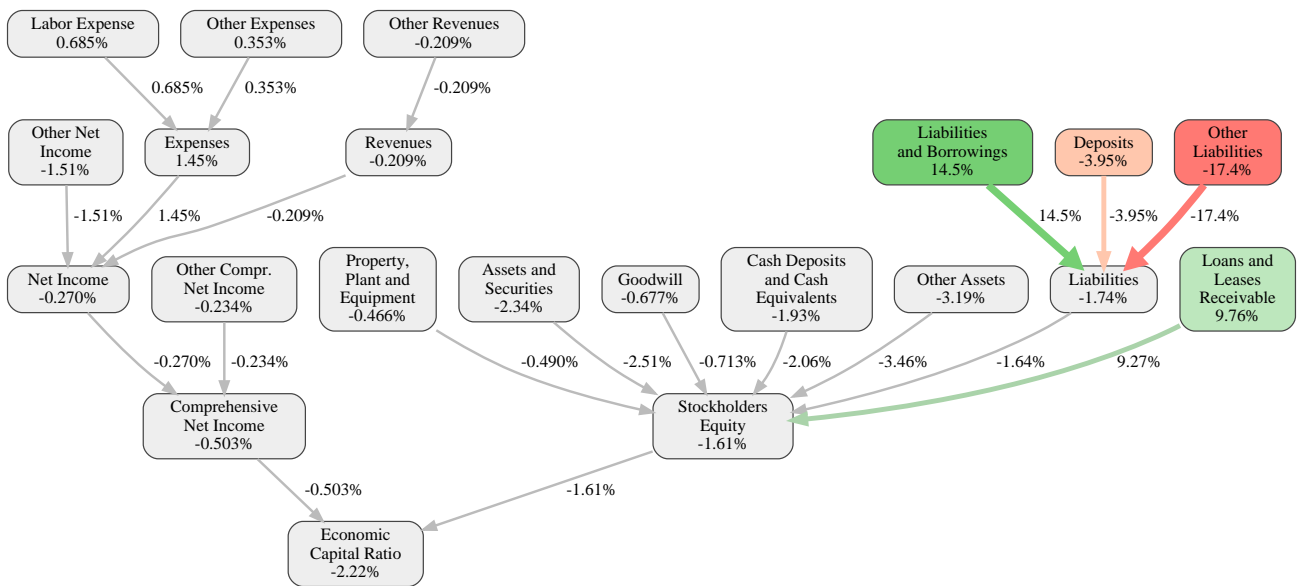 Labor Expense
0.685%
Other Expenses
0.353%
Other Revenues
-0.209%
0.685%
0.353%
-0.209%
Other Net
Income
-1.51%
Expenses
1.45%
Revenues
-0.209%
Liabilities
and Borrowings
14.5%
Deposits
-3.95%
Other
Liabilities
-17.4%
-1.51%
1.45%
-0.209%
14.5%
-3.95%
-17.4%
Net Income
-0.270%
Other Compr.
Net Income
-0.234%
Property,
Plant and
Equipment
-0.466%
Assets and
Securities
-2.34%
Goodwill
-0.677%
Cash Deposits
and Cash
Equivalents
-1.93%
Other Assets
-3.19%
Liabilities
-1.74%
Loans and
Leases
Receivable
9.76%
-0.270%
-0.234%
-0.490%
-2.51%
-0.713%
-2.06%
-3.46%
-1.64%
9.27%
Comprehensive
Net Income
-0.503%
Stockholders
Equity
-1.61%
-0.503%
-1.61%
Economic
Capital Ratio
-2.22%